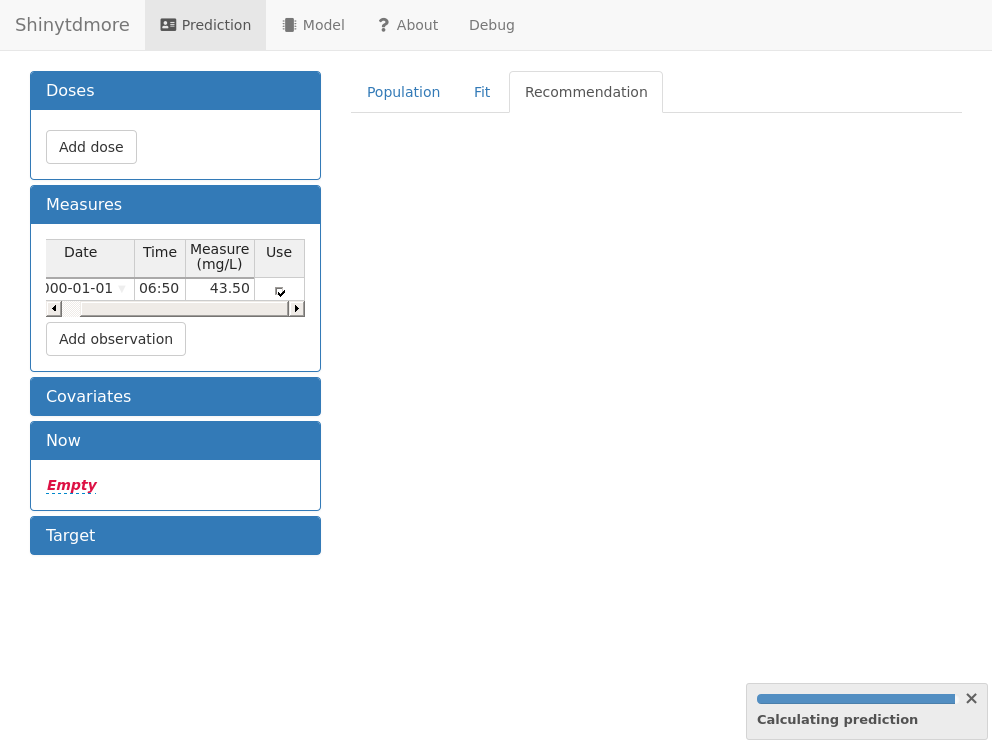 Shinytdmore Prediction Model ? About Debug
Doses
Add dose
Measures
Date Time Measure (mg/L) Use
000-01-01 06:50 43.50
Add observation
Covariates
Now
Empty
Target
Population Fit Recommendation
Calculating prediction